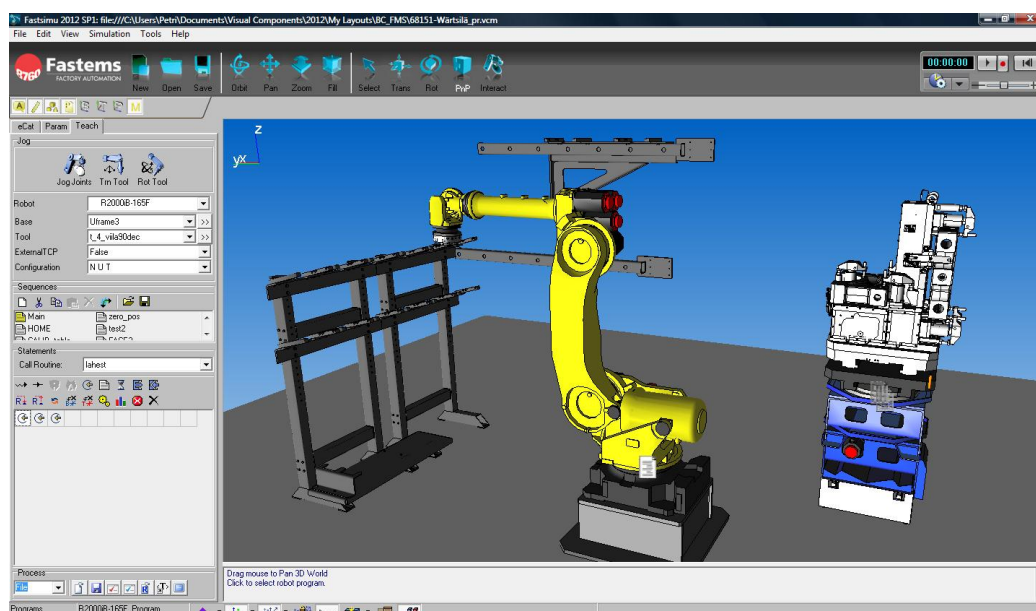 Fastsimu 2012 SP1: file:///C:\Users\Petri\Documents\Visual Components\2012\My Layouts\BC_FMS\68151-Wärtsilä_pr.vcm
File Edit View Simulation Tools Help
Fastems
FACTORY AUTOMATION
New Open Save Orbit Pan Zoom Fill Select Trans Rot PnP Interact
00:00:00
eCat Param Teach
Jog
Jog Joints Trn Tool Rot Tool
Robot R2000iB-165F
Base Uframe3 >>
Tool t_4_viila90dec >>
ExternalTCP False
Configuration N U T
Sequences
Main zero_pos
HOME test2
Statements
Call Routine: lahest
z
yx
Process
File
Drag mouse to Pan 3D World
Click to select robot program.
Programs R2000iB-165F, Program